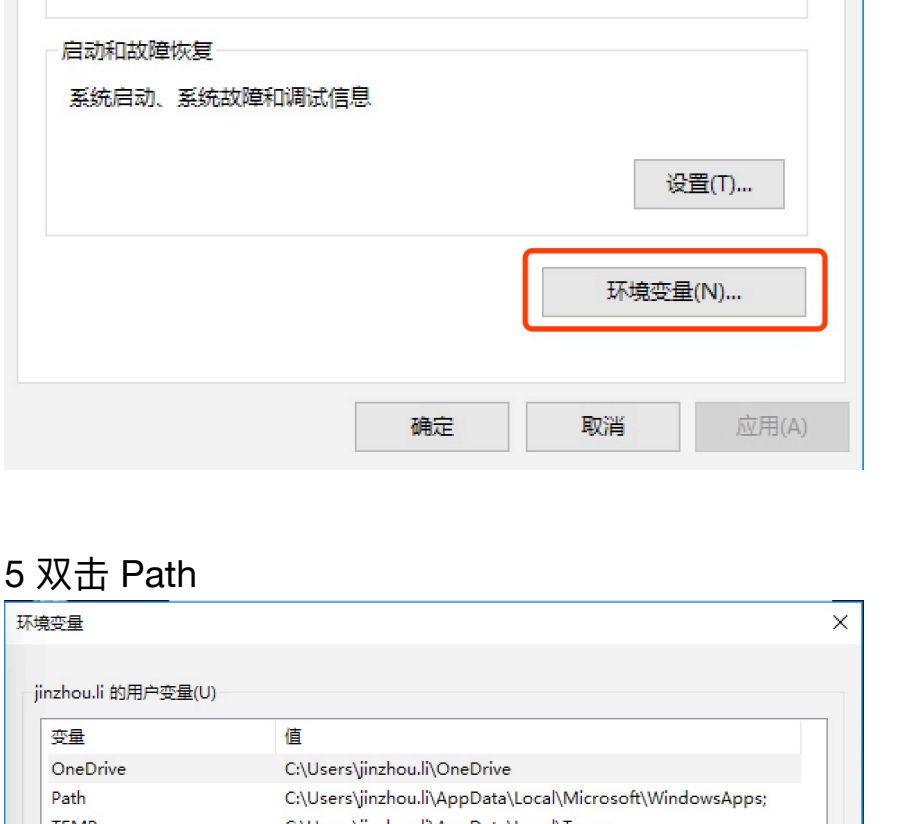 启动和故障恢复
系统启动、系统故障和调试信息
设置(T)...
环境变量(N)...
确定 取消 应用(A)
5 双击 Path
环境变量
jinzhou.li 的用户变量(U)
变量 值
OneDrive C:\Users\jinzhou.li\OneDrive
Path C:\Users\jinzhou.li\AppData\Local\Microsoft\WindowsApps;